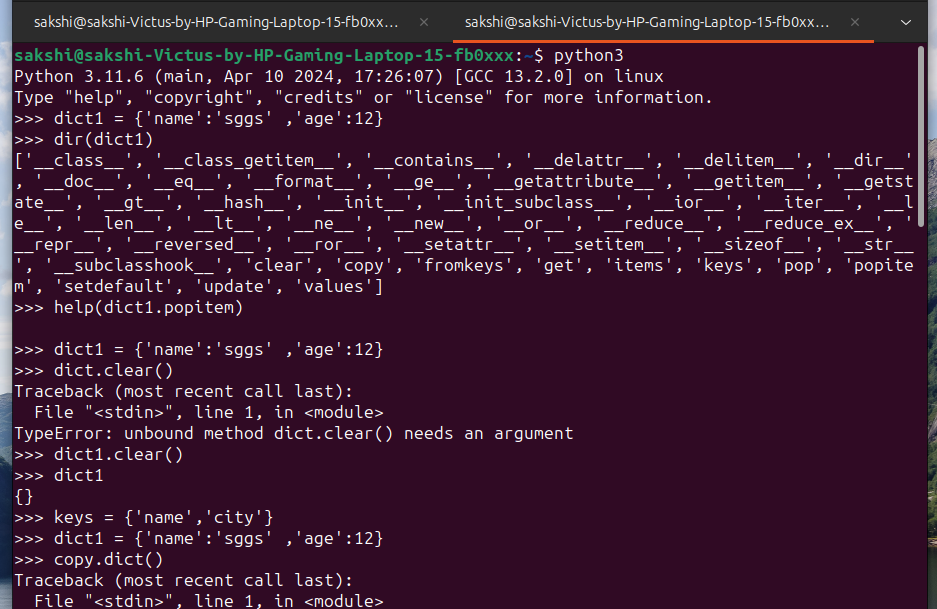 sakshi@sakshi-Victus-by-HP-Gaming-Laptop-15-fb0xx...
sakshi@sakshi-Victus-by-HP-Gaming-Laptop-15-fb0xx...
sakshi@sakshi-Victus-by-HP-Gaming-Laptop-15-fb0xxx:~$ python3
Python 3.11.6 (main, Apr 10 2024, 17:26:07) [GCC 13.2.0] on linux
Type "help", "copyright", "credits" or "license" for more information.
>>> dict1 = {'name':'sggs' ,'age':12}
>>> dir(dict1)
['__class__', '__class_getitem__', '__contains__', '__delattr__', '__delitem__', '__dir__'
, '__doc__', '__eq__', '__format__', '__ge__', '__getattribute__', '__getitem__', '__getst
ate__', '__gt__', '__hash__', '__init__', '__init_subclass__', '__ior__', '__iter__', '__l
e__', '__len__', '__lt__', '__ne__', '__new__', '__or__', '__reduce__', '__reduce_ex__', '
__repr__', '__reversed__', '__ror__', '__setattr__', '__setitem__', '__sizeof__', '__str__
', '__subclasshook__', 'clear', 'copy', 'fromkeys', 'get', 'items', 'keys', 'pop', 'popite
m', 'setdefault', 'update', 'values']
>>> help(dict1.popitem)
>>> dict1 = {'name':'sggs' ,'age':12}
>>> dict.clear()
Traceback (most recent call last):
  File "<stdin>", line 1, in <module>
TypeError: unbound method dict.clear() needs an argument
>>> dict1.clear()
>>> dict1
{}
>>> keys = {'name','city'}
>>> dict1 = {'name':'sggs' ,'age':12}
>>> copy.dict()
Traceback (most recent call last):
  File "<stdin>", line 1, in <module>